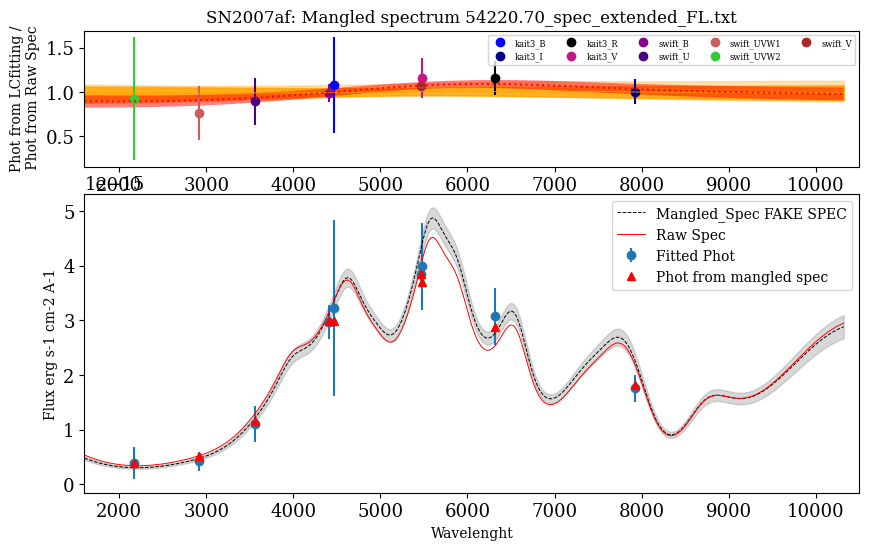 SN2007af: Mangled spectrum 54220.70_spec_extended_FL.txt
Phot from LCfitting /
Phot from Raw Spec
1.5
1.0
0.5
kait3_B kait3_R swift_B swift_UVW1 swift_V
kait3_I kait3_V swift_U swift_UVW2
2000 3000 4000 5000 6000 7000 8000 9000 10000
1e−15
Flux erg s-1 cm-2 A-1
5
4
3
2
1
0
Mangled_Spec FAKE SPEC
Raw Spec
Fitted Phot
Phot from mangled spec
2000 3000 4000 5000 6000 7000 8000 9000 10000
Wavelenght